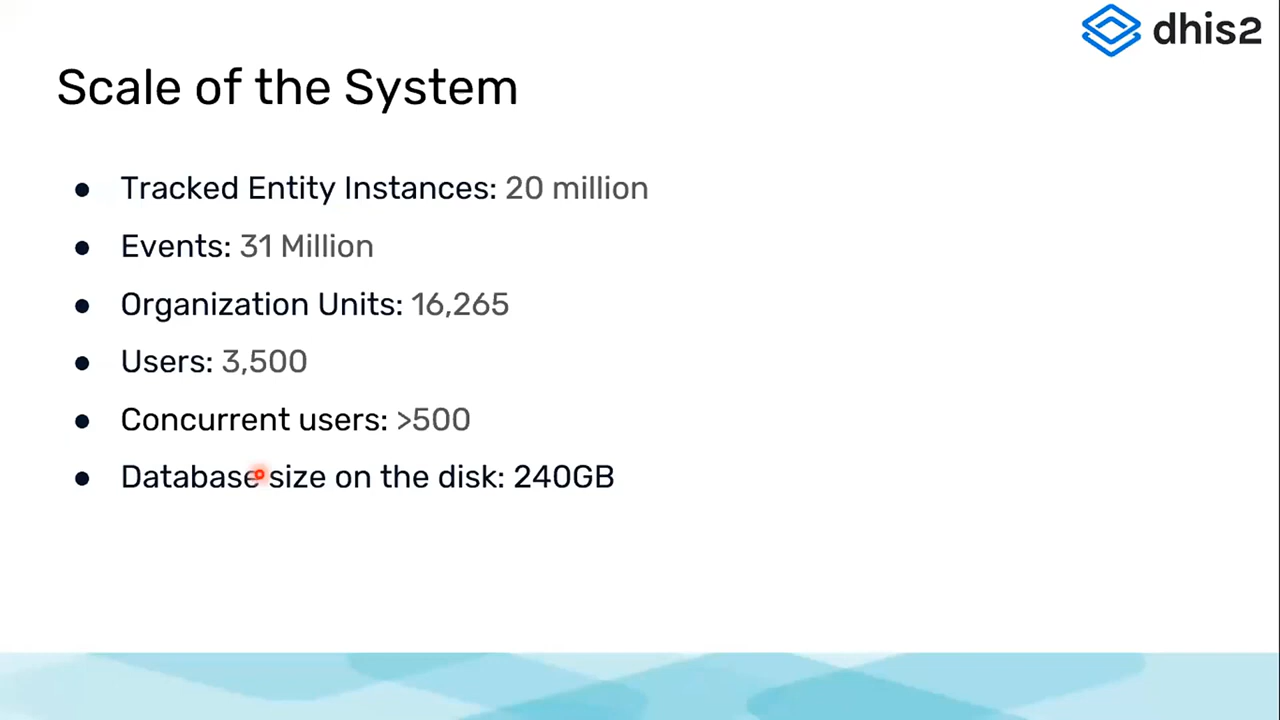 dhis2
Scale of the System
● Tracked Entity Instances: 20 million
● Events: 31 Million
● Organization Units: 16,265
● Users: 3,500
● Concurrent users: >500
● Database size on the disk: 240GB